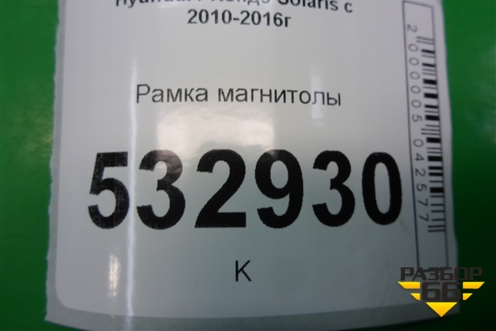 Solaris с
2010-2016г
Рамка магнитолы
532930
К
2000005042577
РАЗБОР
66